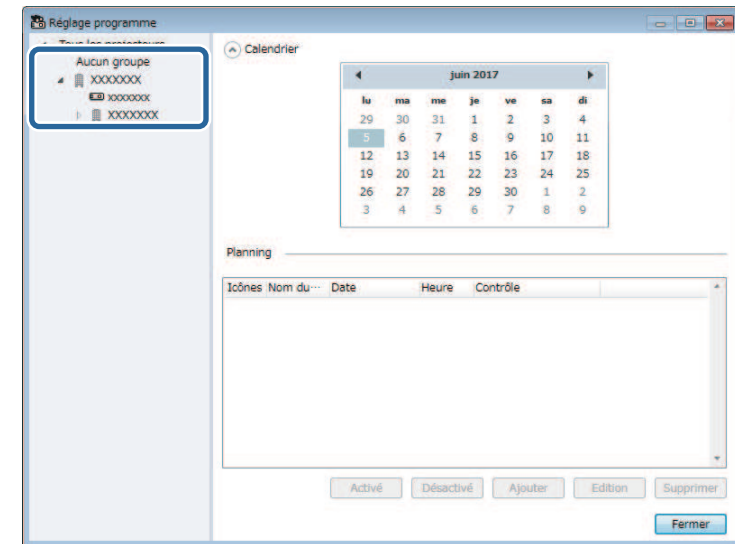 Réglage programme
Tous les projecteurs
Aucun groupe
XXXXXXX
XXXXXXX
XXXXXXX
Calendrier
juin 2017
lu ma me je ve sa di
29 30 31 1 2 3 4
5 6 7 8 9 10 11
12 13 14 15 16 17 18
19 20 21 22 23 24 25
26 27 28 29 30 1 2
3 4 5 6 7 8 9
Planning
Icônes Nom du··· Date Heure Contrôle
Activé Désactivé Ajouter Edition Supprimer
Fermer